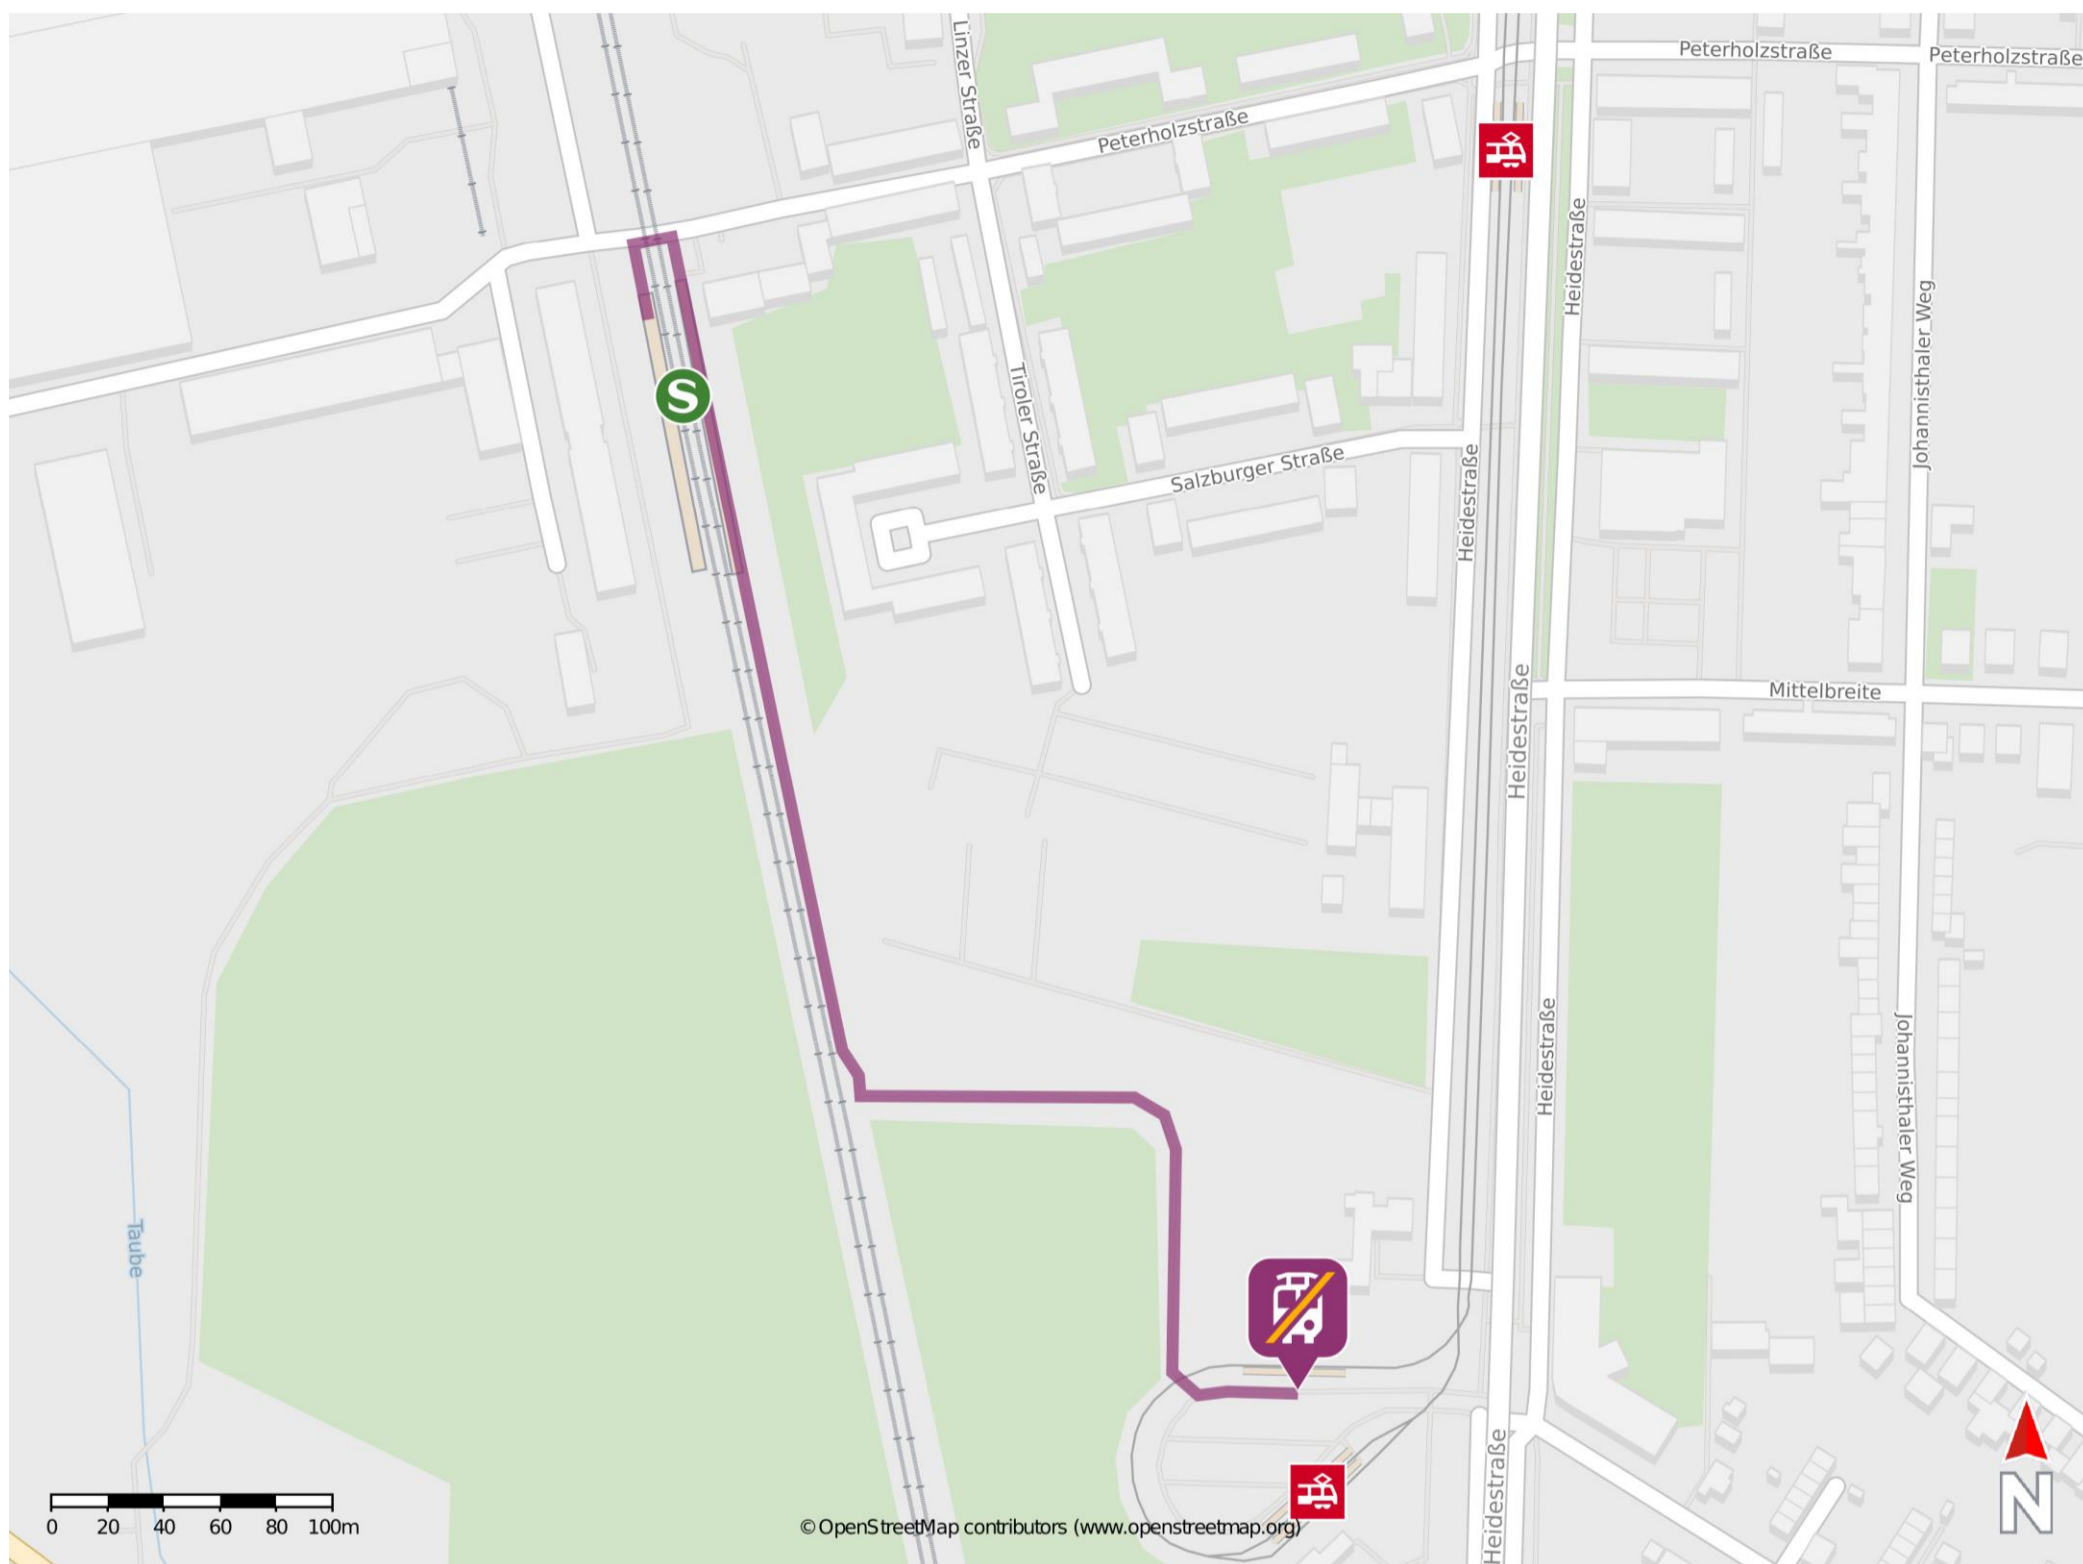 Peterholzstraße
Peterholzstraße
Linzer Straße
Peterholzstraße
Heidestraße
Johannisthaler Weg
S
Tiroler Straße
Salzburger Straße
Heidestraße
Mittelbreite
Heidestraße
Heidestraße
Johannisthaler Weg
Taube
Heidestraße
N
0 20 40 60 80 100m
© OpenStreetMap contributors (www.openstreetmap.org)